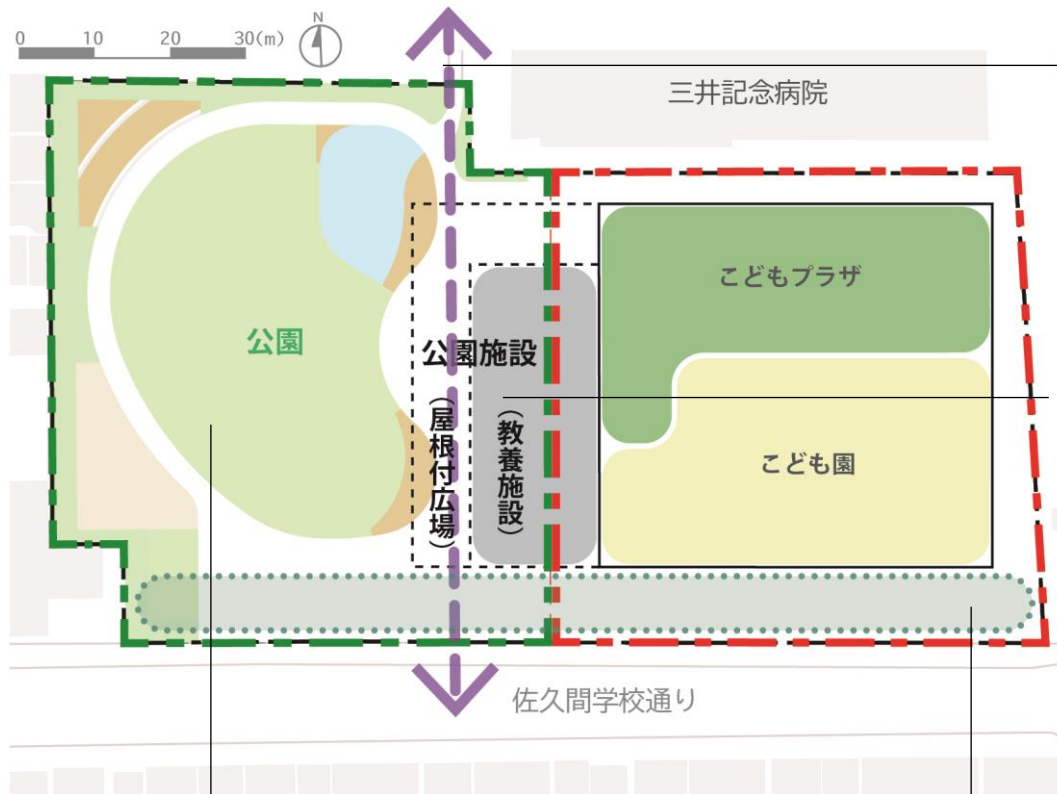 N
0 10 20 30(m)
三井記念病院
こどもプラザ
公園
公園施設
(屋根付広場)
(教養施設)
こども園
佐久間学校通り